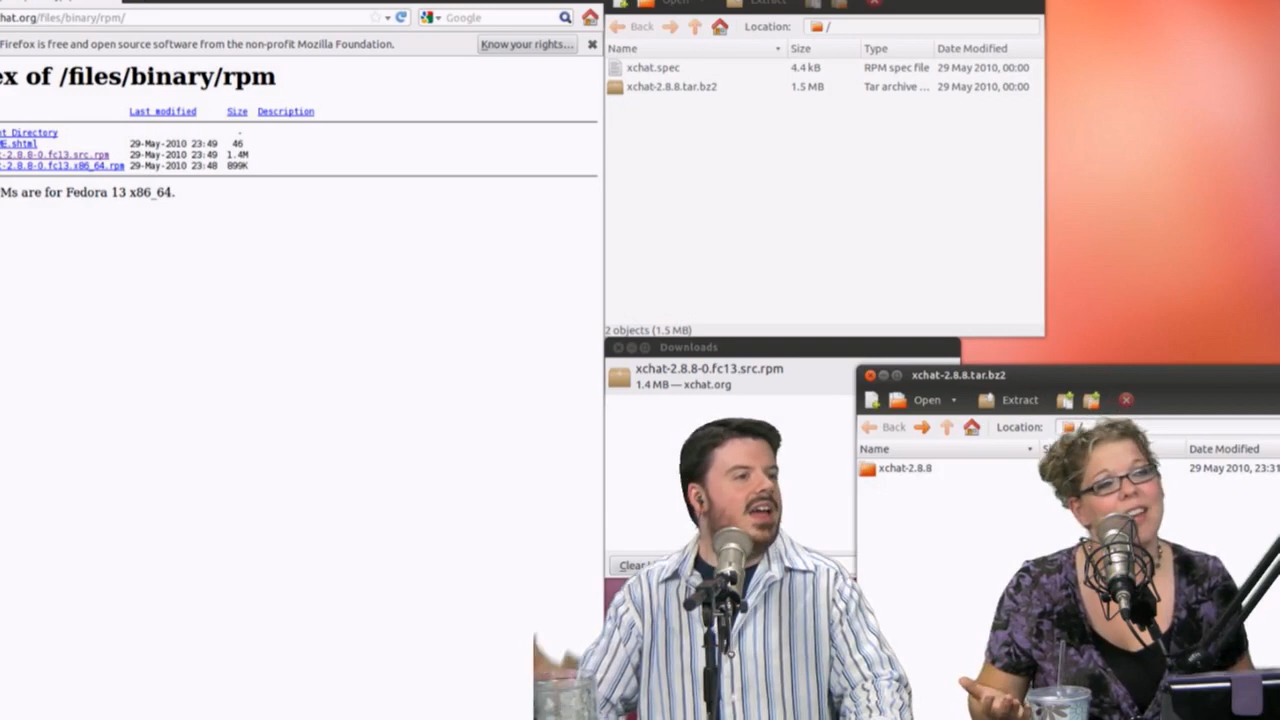 chat.org/files/binary/rpm/
Google
Firefox is free and open source software from the non-profit Mozilla Foundation.
Know your rights...
ex of /files/binary/rpm
Last modified Size Description
t Directory -
E.shtml 29-May-2010 23:49 46
-2.8.8-0.fc13.src.rpm 29-May-2010 23:49 1.4M
-2.8.8-0.fc13.x86_64.rpm 29-May-2010 23:48 899K
Ms are for Fedora 13 x86_64.
Open Extract
Back Location: /
Name Size Type Date Modified
xchat.spec 4.4 kB RPM spec file 29 May 2010, 00:00
xchat-2.8.8.tar.bz2 1.5 MB Tar archive ... 29 May 2010, 00:00
2 objects (1.5 MB)
Downloads
xchat-2.8.8-0.fc13.src.rpm
1.4 MB — xchat.org
Clear
xchat-2.8.8.tar.bz2
Open Extract
Back Location: /
Name Date Modified
xchat-2.8.8 29 May 2010, 23:31